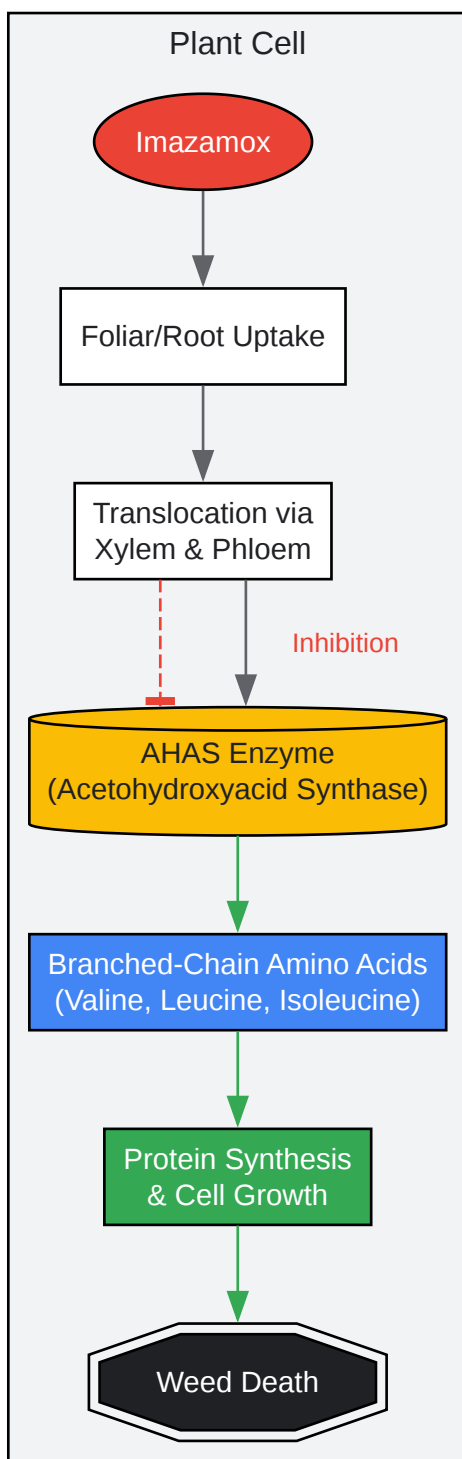 Plant Cell
Imazamox
Foliar/Root Uptake
Translocation via
Xylem & Phloem
Inhibition
AHAS Enzyme
(Acetohydroxyacid Synthase)
Branched-Chain Amino Acids
(Valine, Leucine, Isoleucine)
Protein Synthesis
& Cell Growth
Weed Death